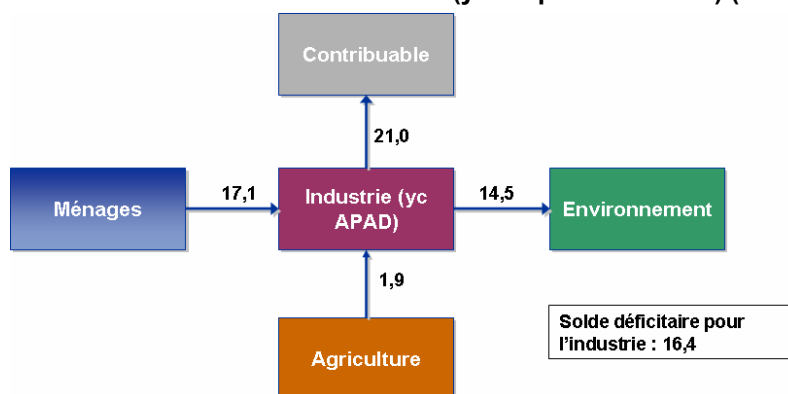 Contribuable
21,0
Ménages
17,1
Industrie (yc
APAD)
14,5
Environnement
1,9
Agriculture
Solde déficitaire pour
l'industrie : 16,4